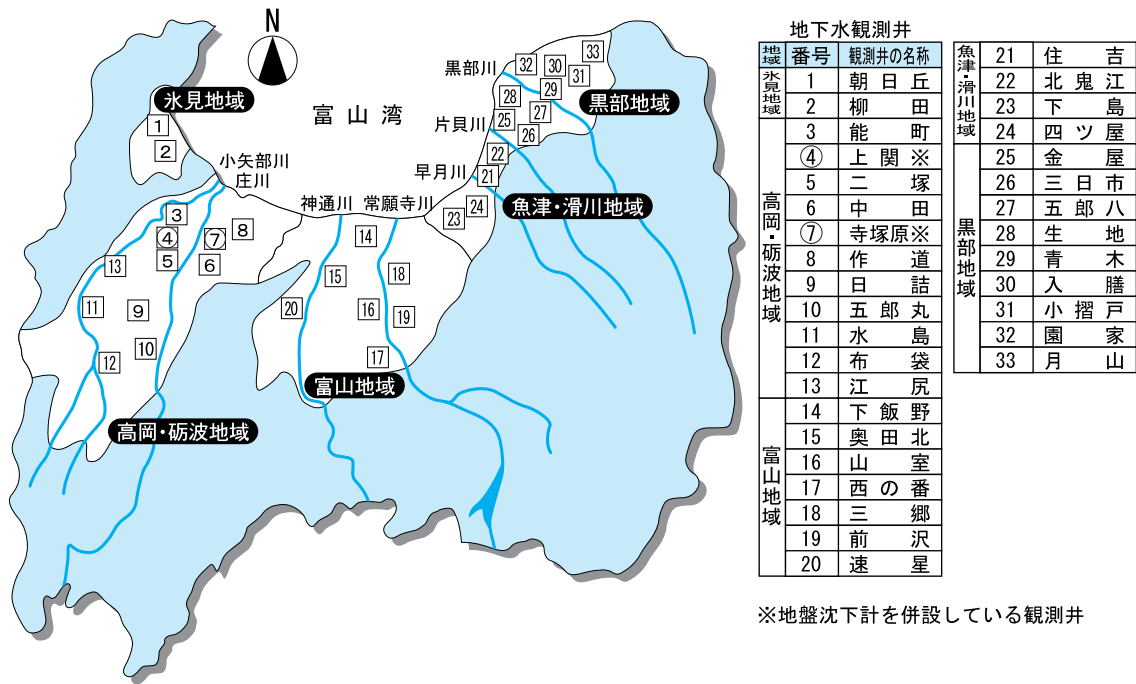 N
氷見地域
1
2
富山湾
黒部川
片貝川
早月川
32
30
33
31
29
28
27
25
26
22
21
24
23
黒部地域
魚津・滑川地域
小矢部川
庄川
神通川
常願寺川
3
④
5
⑦
6
8
13
11
9
10
12
14
15
18
20
16
19
17
富山地域
高岡・砺波地域
地下水観測井
地域 番号 観測井の名称
氷見地域
1 朝日丘
2 柳田
高岡・砺波地域
3 能町
④ 上関※
5 二塚
6 中田
⑦ 寺塚原※
8 作道
9 日詰
10 五郎丸
11 水島
12 布袋
13 江尻
富山地域
14 下飯野
15 奥田北
16 山室
17 西の番
18 三郷
19 前沢
20 速星
魚津・滑川地域
21 住吉
22 北鬼江
23 下島
24 四ツ屋
黒部地域
25 金屋
26 三日市
27 五郎八
28 生地
29 青木
30 入膳
31 小摺戸
32 園家
33 月山
※地盤沈下計を併設している観測井